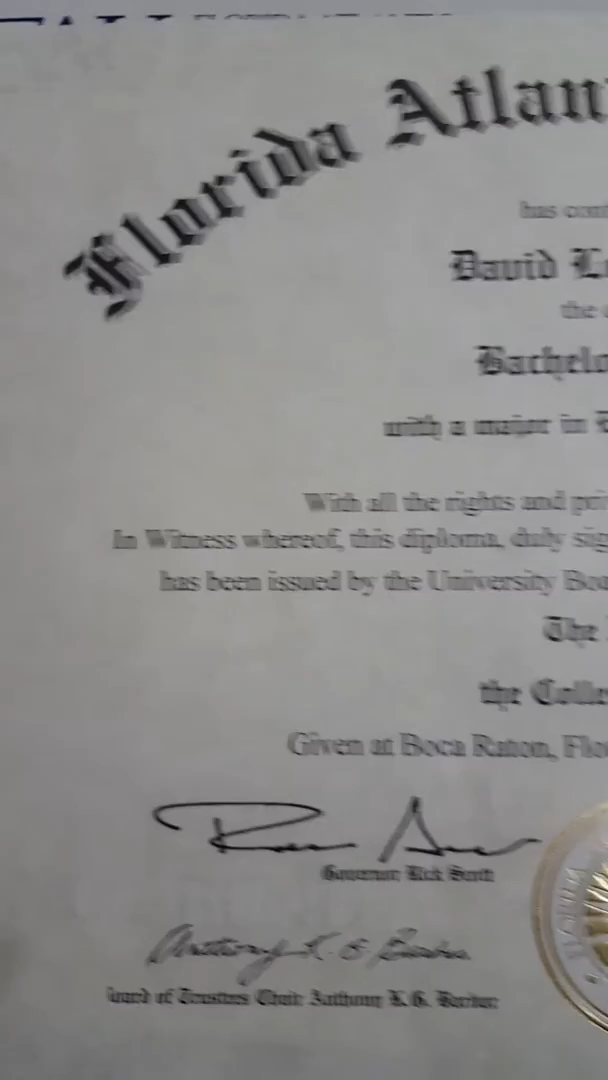 Florida Atlan
has con
David L
the
Bachelo
with a major in
With all the rights and pri
In Witness whereof, this diploma, duly sig
has been issued by the University Boa
The
the Colle
Given at Boca Raton, Flo
Governor Rick Scott
Board of Trustees Chair Anthony K.G. Barbar